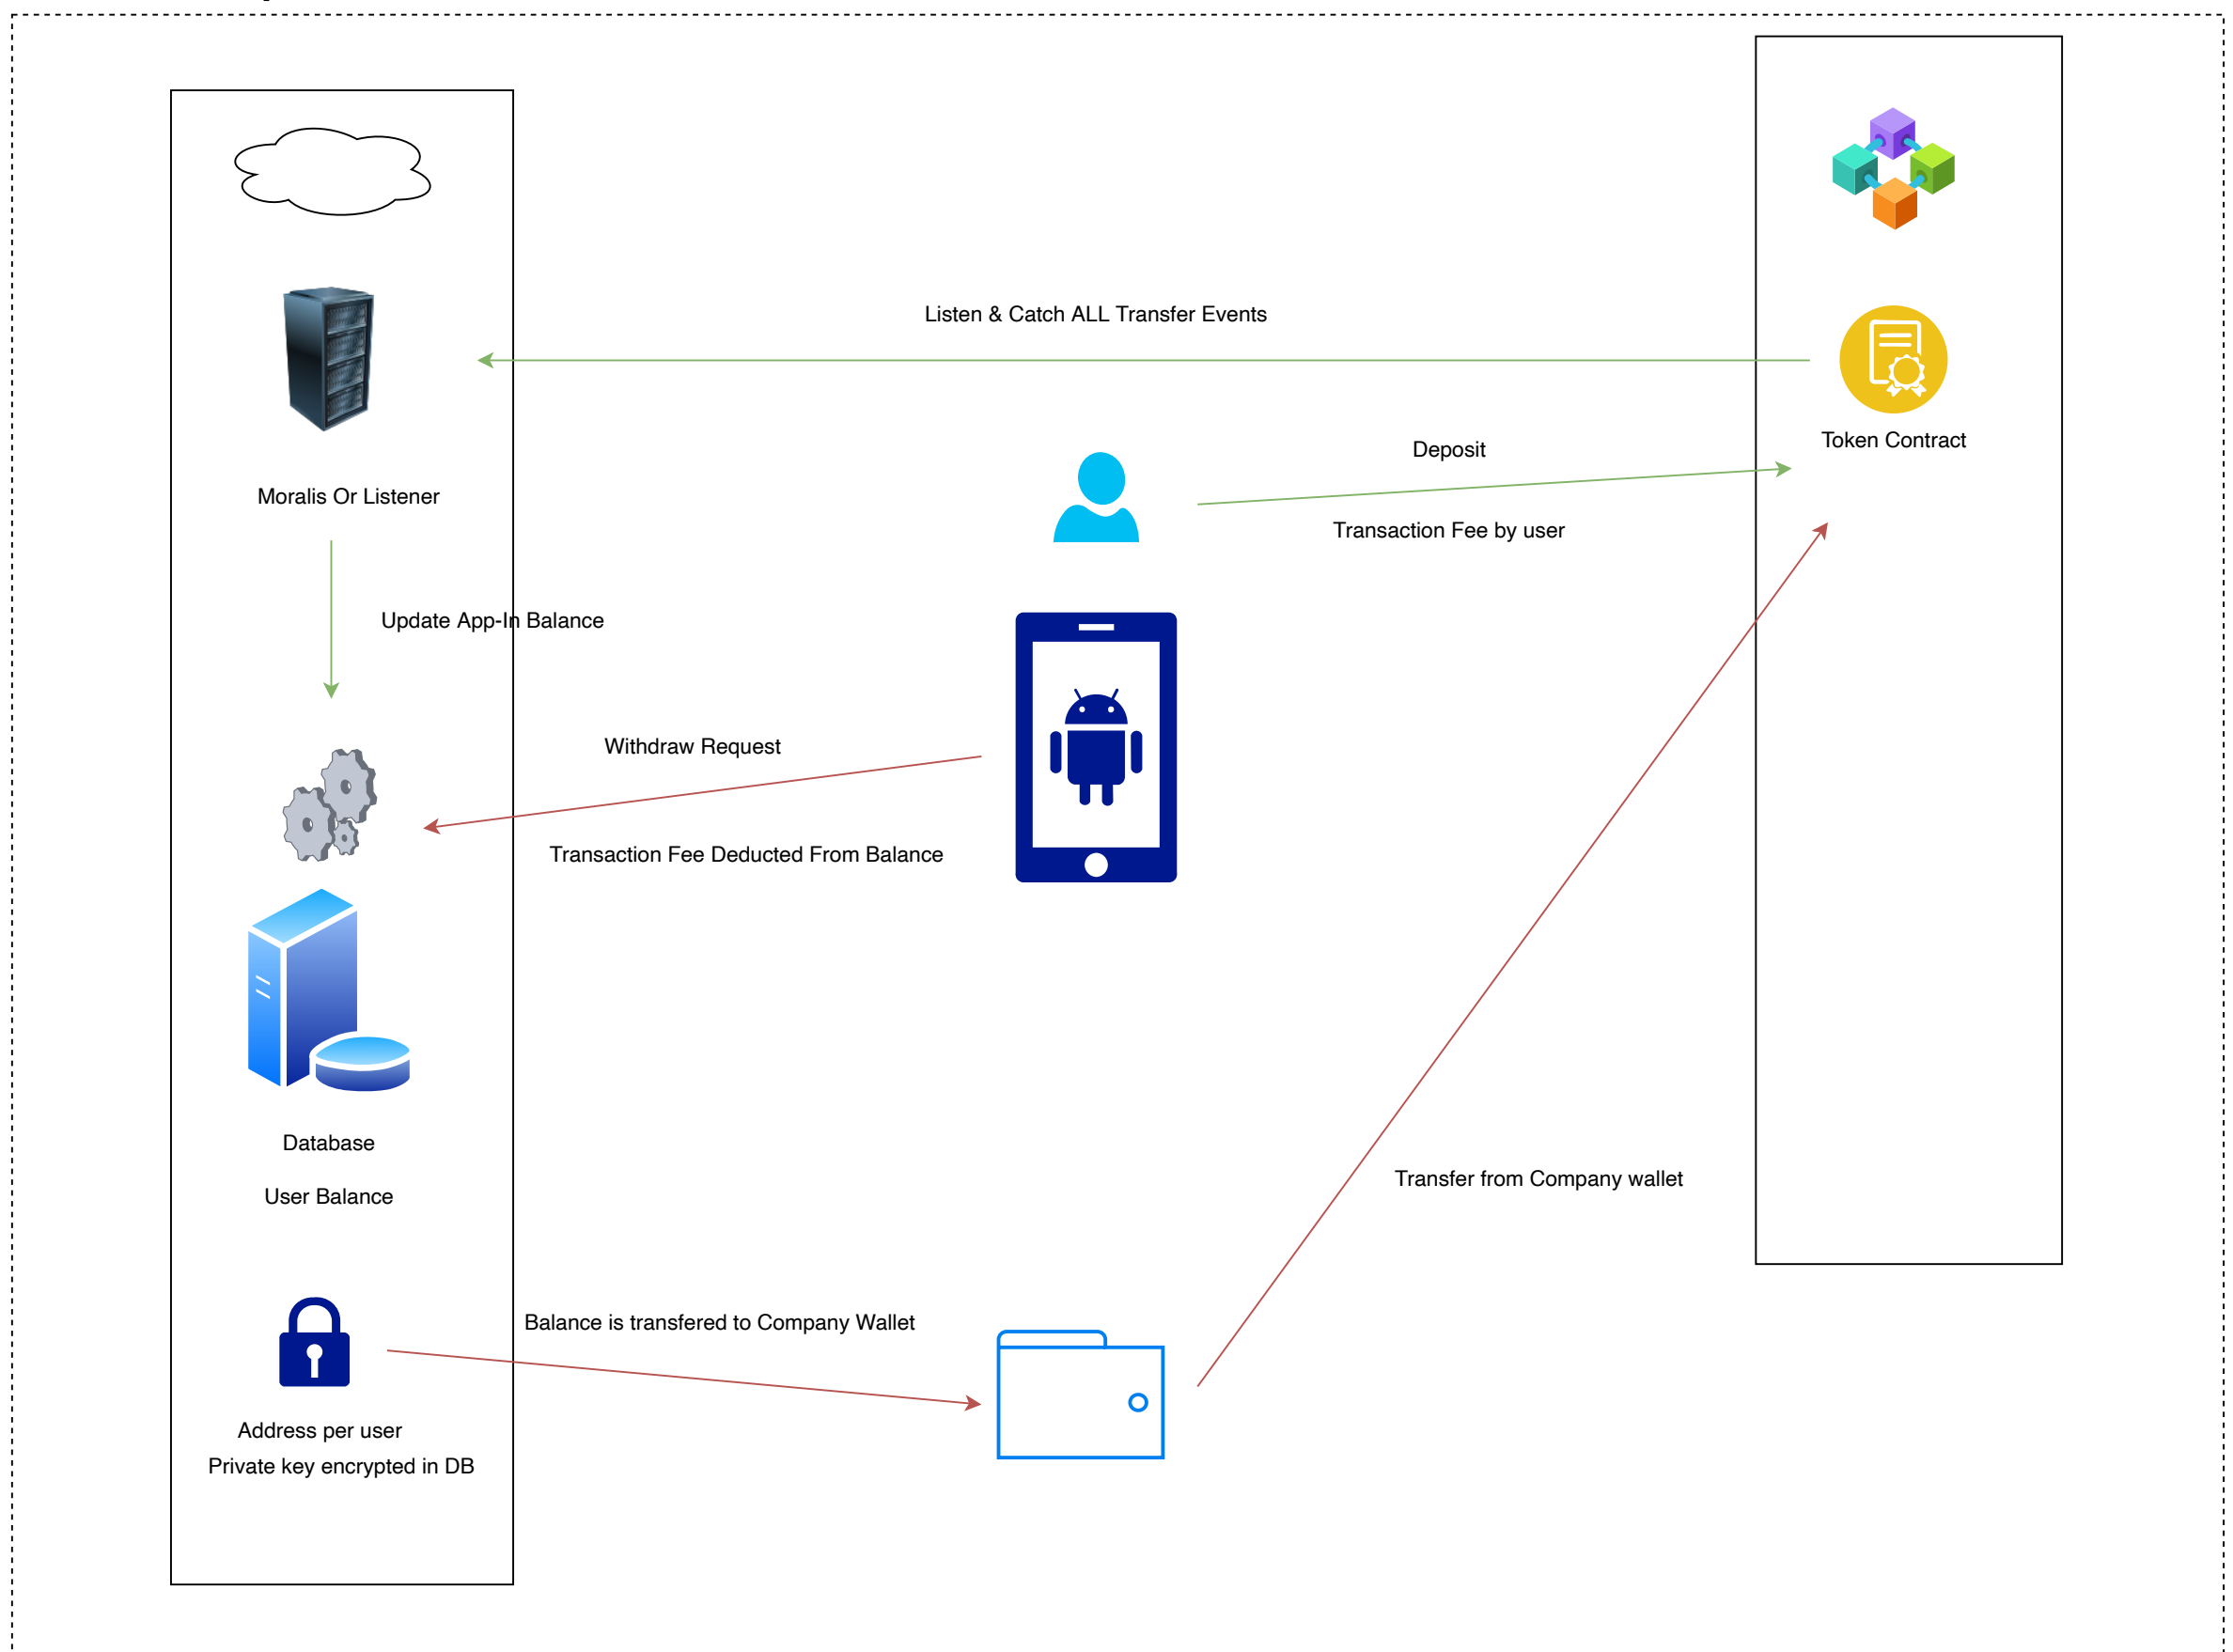 Listen & Catch ALL Transfer Events
Token Contract
Deposit
Moralis Or Listener
Transaction Fee by user
Update App-In Balance
Withdraw Request
Transaction Fee Deducted From Balance
Database
Transfer from Company wallet
User Balance
Balance is transfered to Company Wallet
Address per user
Private key encrypted in DB